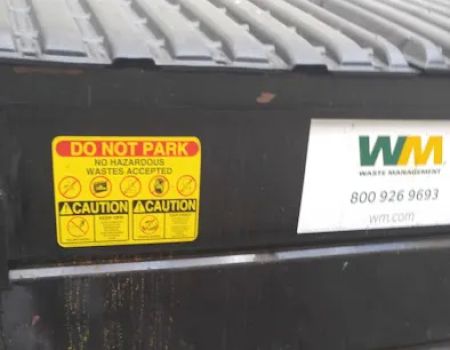 DO NOT PARK
NO HAZARDOUS
WASTES ACCEPTED
CAUTION CAUTION
WM
WASTE MANAGEMENT
800 926 9693
wm.com